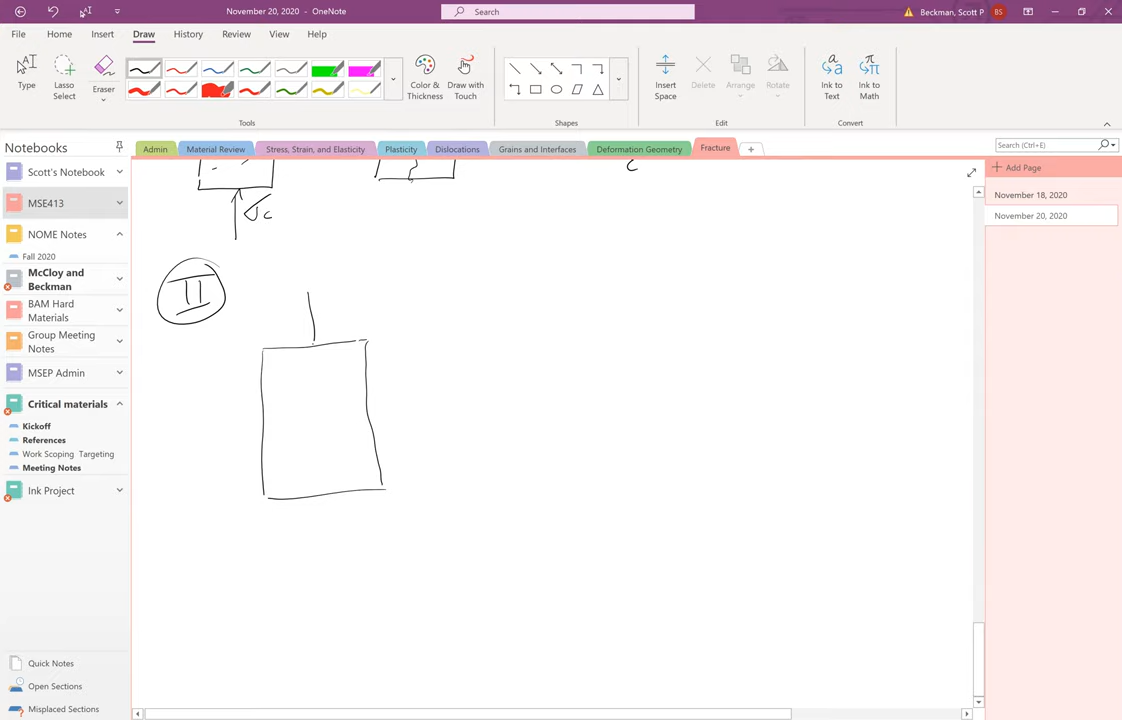 November 20, 2020 - OneNote
Search
Beckman, Scott P
BS
File Home Insert Draw History Review View Help
Type
Lasso Select
Eraser
Color & Thickness
Draw with Touch
Insert Space
Delete
Arrange
Rotate
Ink to Text
Ink to Math
Tools
Shapes
Edit
Convert
Notebooks
Admin Material Review Stress, Strain, and Elasticity Plasticity Dislocations Grains and Interfaces Deformation Geometry Fracture
Search (Ctrl+E)
Add Page
November 18, 2020
November 20, 2020
Scott's Notebook
MSE413
NOME Notes
Fall 2020
McCloy and
Beckman
BAM Hard
Materials
Group Meeting
Notes
MSEP Admin
Critical materials
Kickoff
References
Work Scoping Targeting
Meeting Notes
Ink Project
Quick Notes
Open Sections
Misplaced Sections
c
σc
II